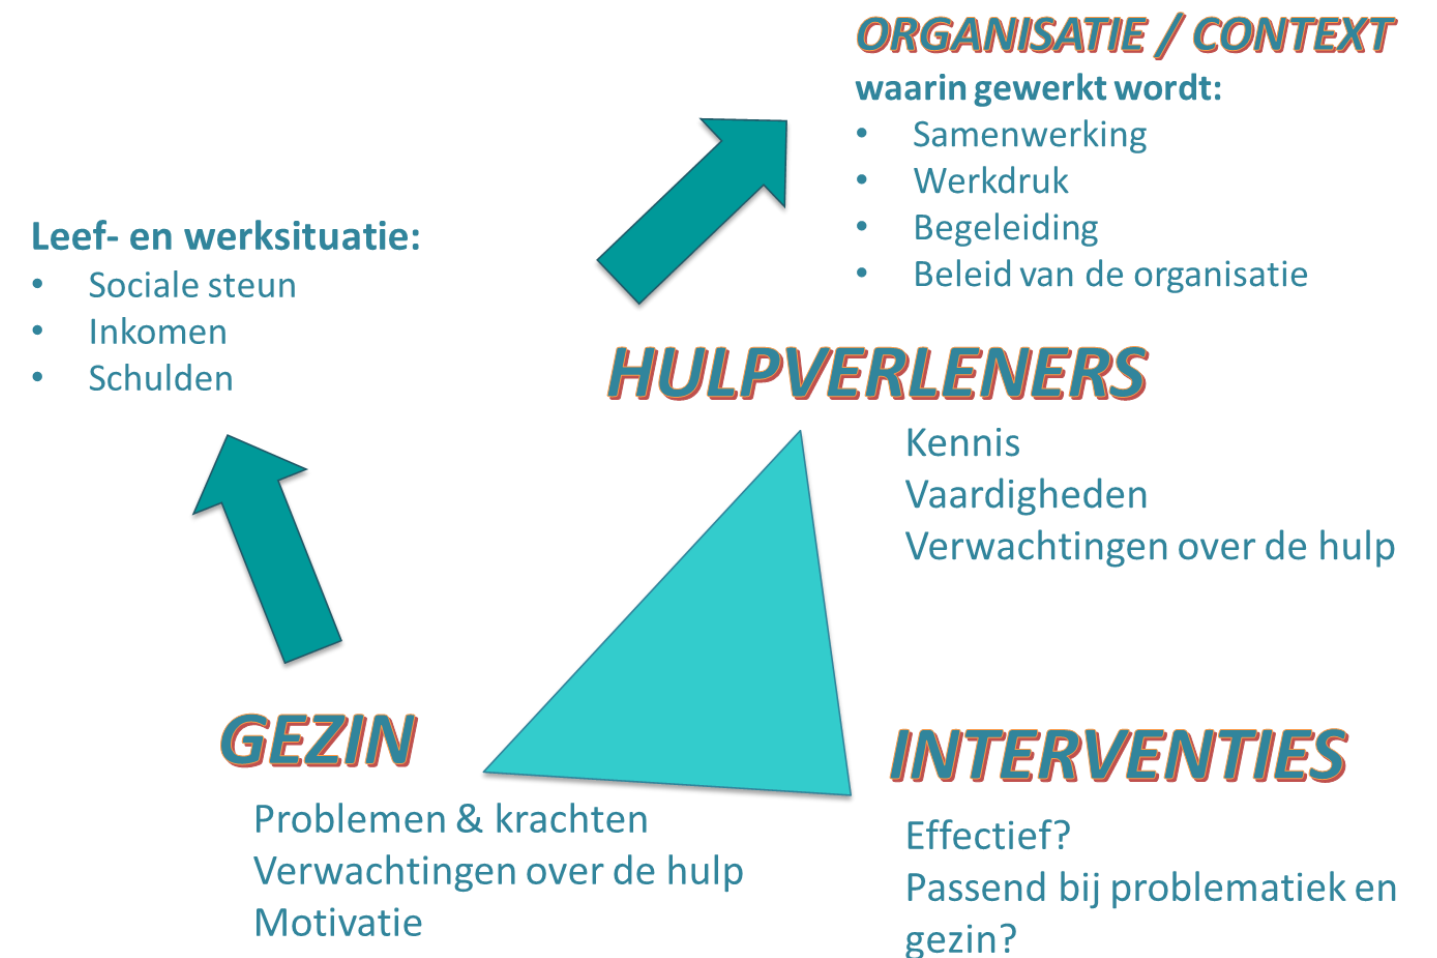 ORGANISATIE / CONTEXT
waarin gewerkt wordt:
• Samenwerking
• Werkdruk
• Begeleiding
• Beleid van de organisatie
Leef- en werksituatie:
• Sociale steun
• Inkomen
• Schulden
HULPVERLENERS
Kennis
Vaardigheden
Verwachtingen over de hulp
GEZIN
Problemen & krachten
Verwachtingen over de hulp
Motivatie
INTERVENTIES
Effectief?
Passend bij problematiek en
gezin?